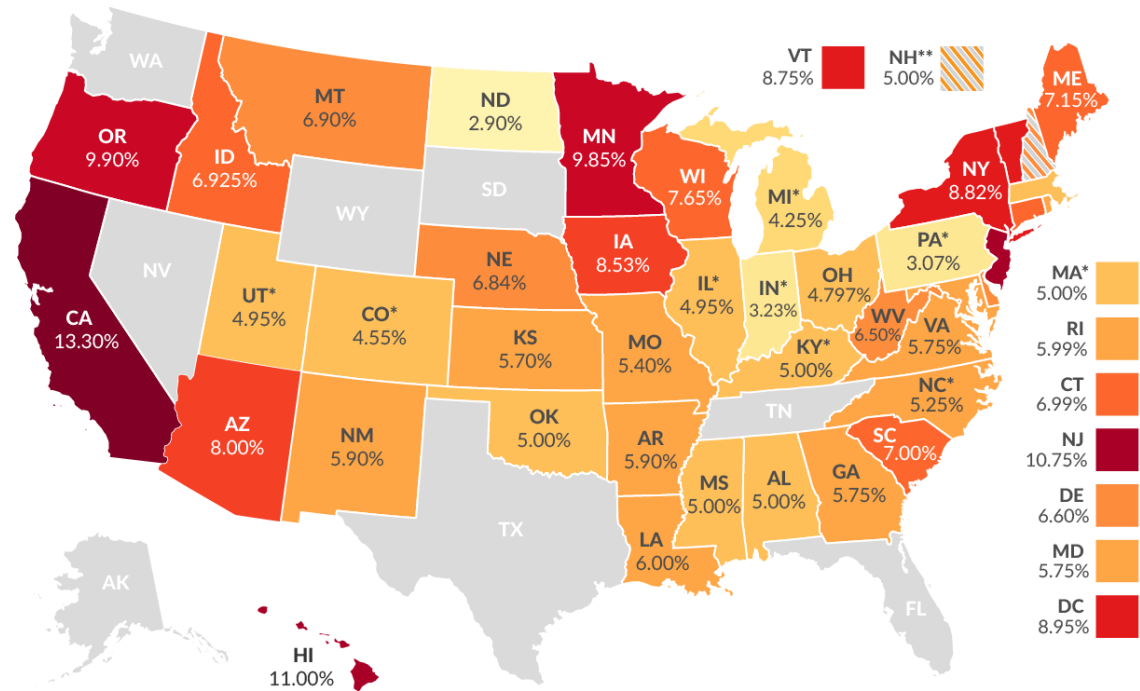 WA
MT
6.90%
ND
2.90%
VT
8.75%
NH**
5.00%
ME
7.15%
OR
9.90%
ID
6.925%
MN
9.85%
SD
WI
7.65%
NY
8.82%
MI*
4.25%
WY
NV
IA
8.53%
PA*
3.07%
NE
6.84%
UT*
4.95%
CO*
4.55%
IL*
4.95%
IN*
3.23%
OH
4.797%
MA*
5.00%
CA
13.30%
WV
6.50%
VA
5.75%
RI
5.99%
KS
5.70%
MO
5.40%
KY*
5.00%
NC*
5.25%
CT
6.99%
AZ
8.00%
NM
5.90%
OK
5.00%
AR
5.90%
TN
SC
7.00%
NJ
10.75%
MS
5.00%
AL
5.00%
GA
5.75%
DE
6.60%
TX
LA
6.00%
MD
5.75%
AK
FL
DC
8.95%
HI
11.00%